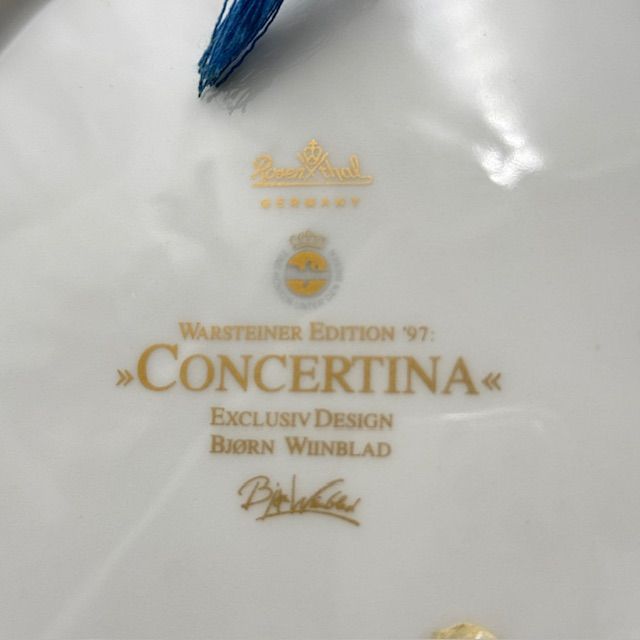 Rosenthal
GERMANY
WARSTEINER EDITION '97:
»CONCERTINA«
EXCLUSIV DESIGN
BJØRN WIINBLAD